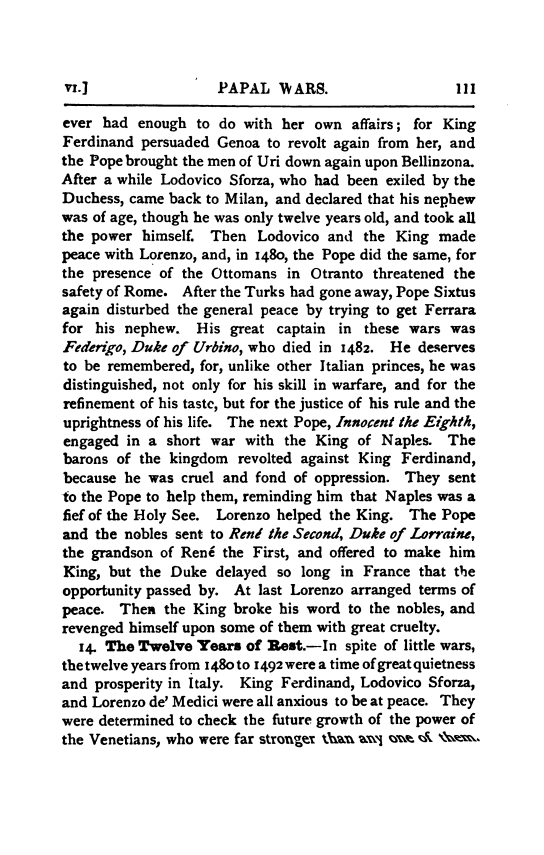 VI.] PAPAL WARS. 111
ever had enough to do with her own affairs; for King
Ferdinand persuaded Genoa to revolt again from her, and
the Pope brought the men of Uri down again upon Bellinzona.
After a while Lodovico Sforza, who had been exiled by the
Duchess, came back to Milan, and declared that his nephew
was of age, though he was only twelve years old, and took all
the power himself. Then Lodovico and the King made
peace with Lorenzo, and, in 1480, the Pope did the same, for
the presence of the Ottomans in Otranto threatened the
safety of Rome. After the Turks had gone away, Pope Sixtus
again disturbed the general peace by trying to get Ferrara
for his nephew. His great captain in these wars was
Federigo, Duke of Urbino, who died in 1482. He deserves
to be remembered, for, unlike other Italian princes, he was
distinguished, not only for his skill in warfare, and for the
refinement of his taste, but for the justice of his rule and the
uprightness of his life. The next Pope, Innocent the Eighth,
engaged in a short war with the King of Naples. The
barons of the kingdom revolted against King Ferdinand,
because he was cruel and fond of oppression. They sent
to the Pope to help them, reminding him that Naples was a
fief of the Holy See. Lorenzo helped the King. The Pope
and the nobles sent to René the Second, Duke of Lorraine,
the grandson of René the First, and offered to make him
King, but the Duke delayed so long in France that the
opportunity passed by. At last Lorenzo arranged terms of
peace. Then the King broke his word to the nobles, and
revenged himself upon some of them with great cruelty.
14. The Twelve Years of Rest.—In spite of little wars,
the twelve years from 1480 to 1492 were a time of great quietness
and prosperity in Italy. King Ferdinand, Lodovico Sforza,
and Lorenzo de' Medici were all anxious to be at peace. They
were determined to check the future growth of the power of
the Venetians, who were far stronger than any one of them.